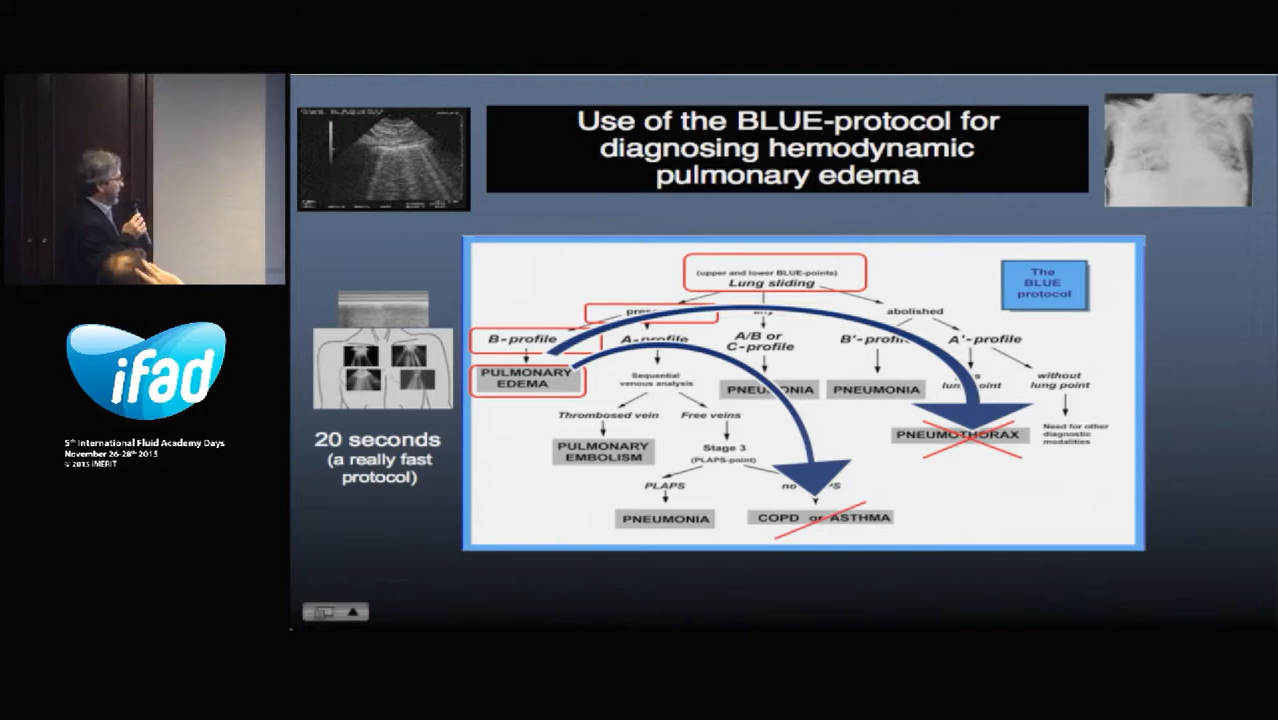 Use of the BLUE-protocol for
diagnosing hemodynamic
pulmonary edema
(upper and lower BLUE-points)
Lung sliding
The
BLUE
protocol
abolished
B-profile
A-profile
A/B or
C-profile
A'-profile
PULMONARY
EDEMA
Sequential
venous analysis
PNEUMONIA
PNEUMONIA
without
lung point
Thrombosed vein
Free veins
PNEUMOTHORAX
Need for other
diagnostic
modalities
PULMONARY
EMBOLISM
Stage 3
(PLAPS-point)
PLAPS
no
PNEUMONIA
COPD or ASTHMA
20 seconds
(a really fast
protocol)
ifad
5th International Fluid Academy Days
November 26-28th 2015
© 2015 iMERiT